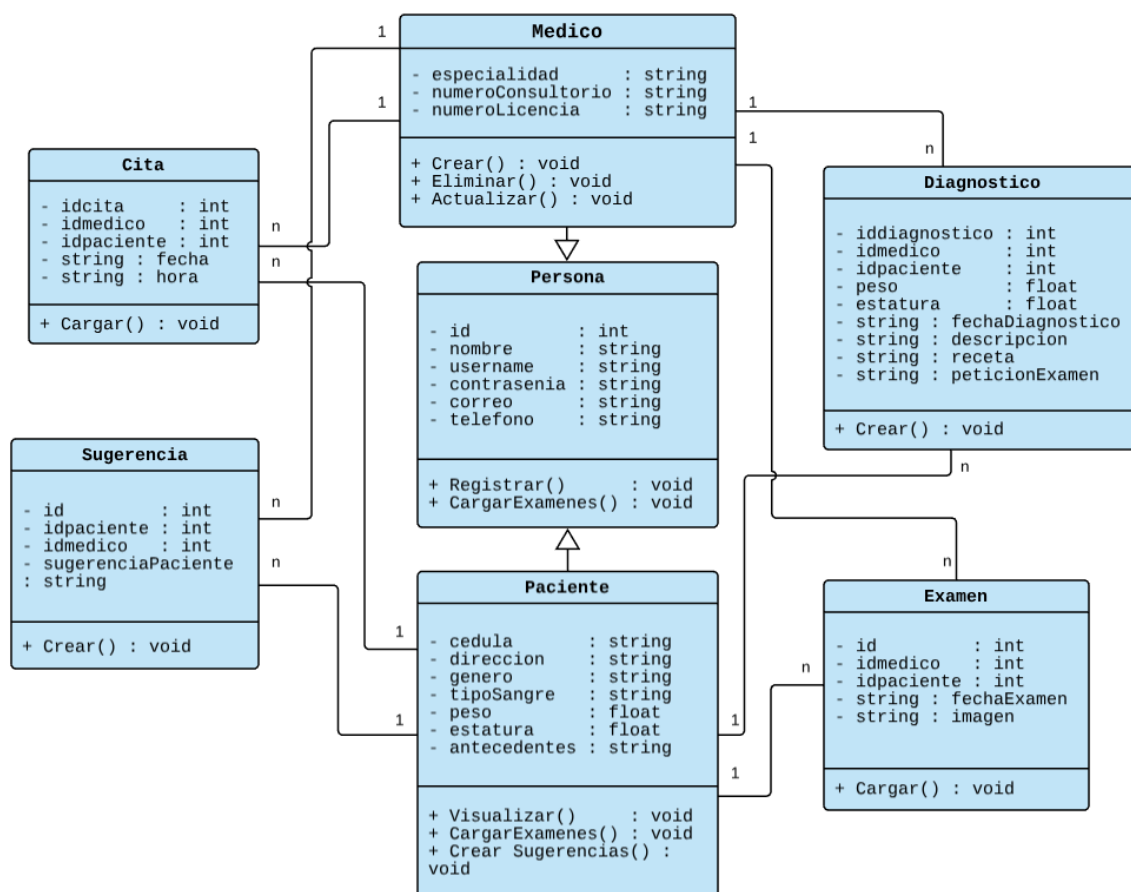 Medico
- especialidad : string
- numeroConsultorio : string
- numeroLicencia : string
+ Crear() : void
+ Eliminar() : void
+ Actualizar() : void
1
1
1
1
Cita
- idcita : int
- idmedico : int
- idpaciente : int
- string : fecha
- string : hora
+ Cargar() : void
n
n
Persona
- id : int
- nombre : string
- username : string
- contrasenia : string
- correo : string
- telefono : string
+ Registrar() : void
+ CargarExamenes() : void
n
Diagnostico
- iddiagnostico : int
- idmedico : int
- idpaciente : int
- peso : float
- estatura : float
- string : fechaDiagnostico
- string : descripcion
- string : receta
- string : peticionExamen
+ Crear() : void
n
Sugerencia
- id : int
- idpaciente : int
- idmedico : int
- sugerenciaPaciente
: string
+ Crear() : void
n
n
1
1
Paciente
- cedula : string
- direccion : string
- genero : string
- tipoSangre : string
- peso : float
- estatura : float
- antecedentes : string
+ Visualizar() : void
+ CargarExamenes() : void
+ Crear Sugerencias() :
void
1
1
n
n
Examen
- id : int
- idmedico : int
- idpaciente : int
- string : fechaExamen
- string : imagen
+ Cargar() : void